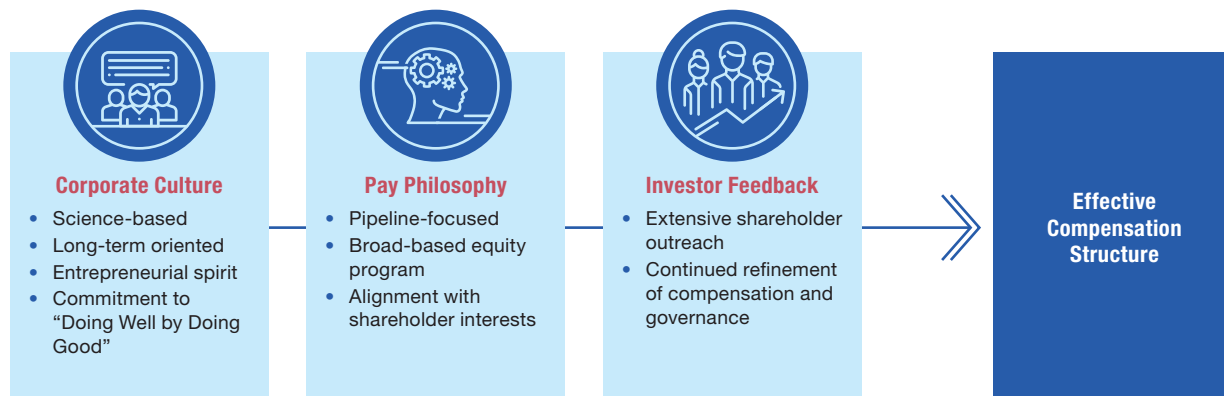 Corporate Culture
• Science-based
• Long-term oriented
• Entrepreneurial spirit
• Commitment to
“Doing Well by Doing
Good”
Pay Philosophy
• Pipeline-focused
• Broad-based equity
program
• Alignment with
shareholder interests
Investor Feedback
• Extensive shareholder
outreach
• Continued refinement
of compensation and
governance
Effective
Compensation
Structure